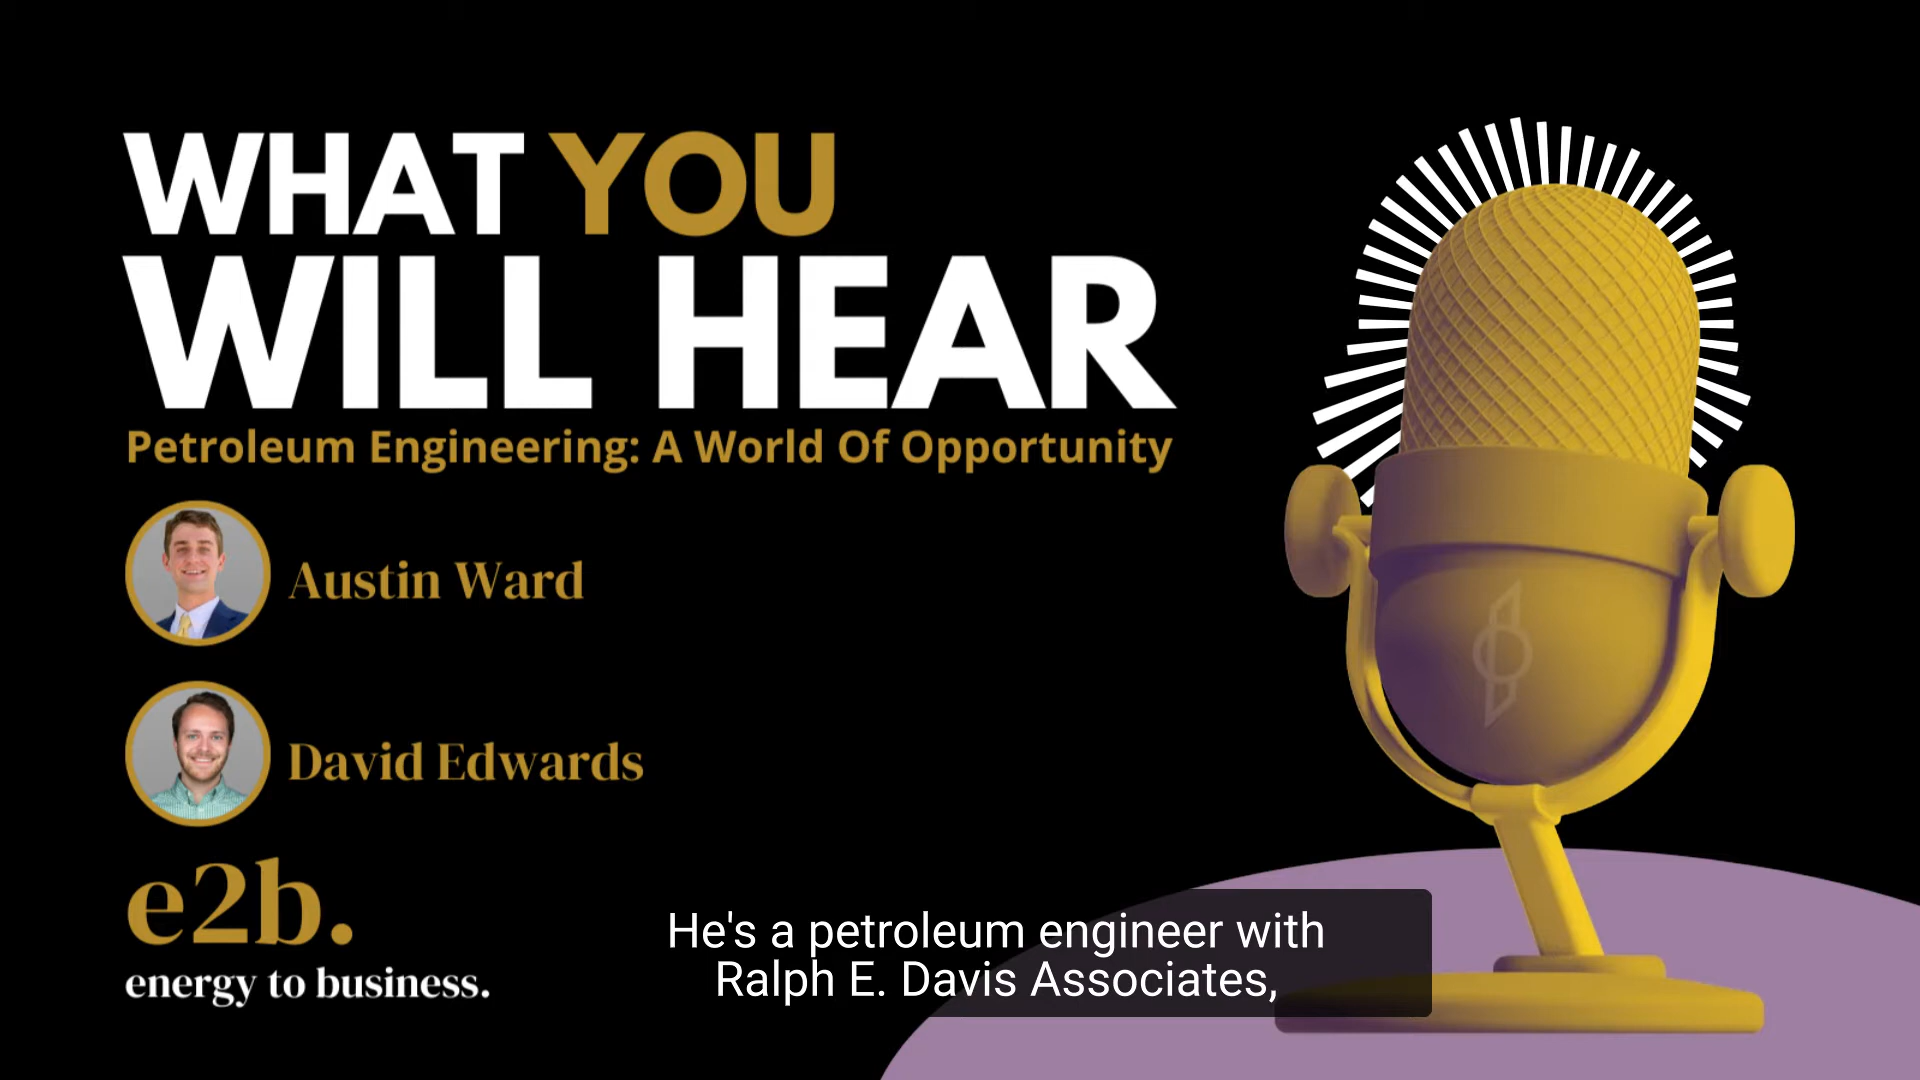 WHAT YOU
WILL HEAR
Petroleum Engineering: A World Of Opportunity
Austin Ward
David Edwards
e2b.
energy to business.
He's a petroleum engineer with
Ralph E. Davis Associates,